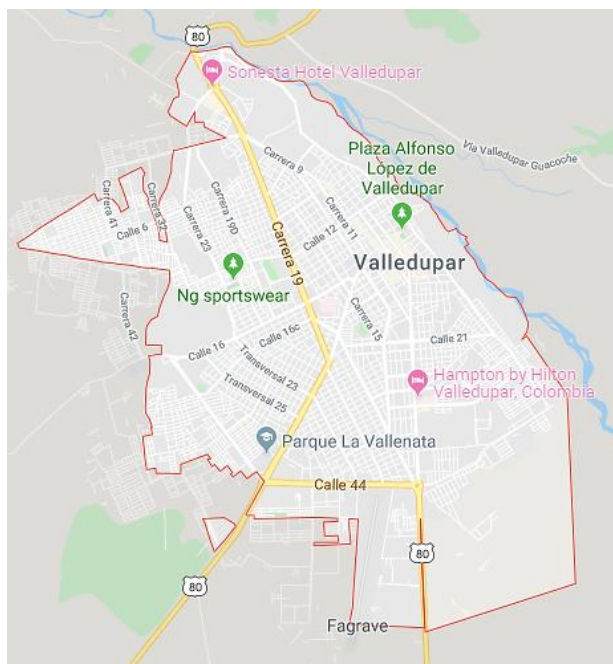 80
Sonesta Hotel Valledupar
Via Valledupar Guacoche
Plaza Alfonso
López de
Valledupar
Carrera 9
Carrera 11
Carrera 32
Carrera 41
Calle 6
Carrera 19D
Carrera 23
Calle 12
Carrera 19
Valledupar
Ng sportswear
Carrera 42
Calle 16c
Carrera 15
Calle 21
Calle 16
Transversal 23
Hampton by Hilton
Valledupar, Colombia
Transversal 25
Parque La Vallenata
Calle 44
80
80
Fagrave